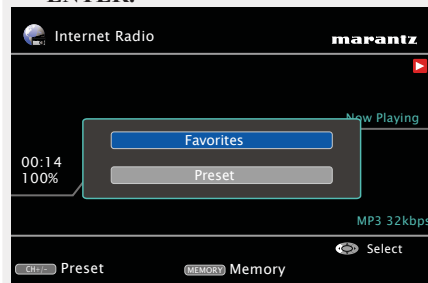 ENTER.
Internet Radio
marantz
Now Playing
Favorites
Preset
00:14
100%
MP3 32kbps
Select
CH+/- Preset
MEMORY Memory